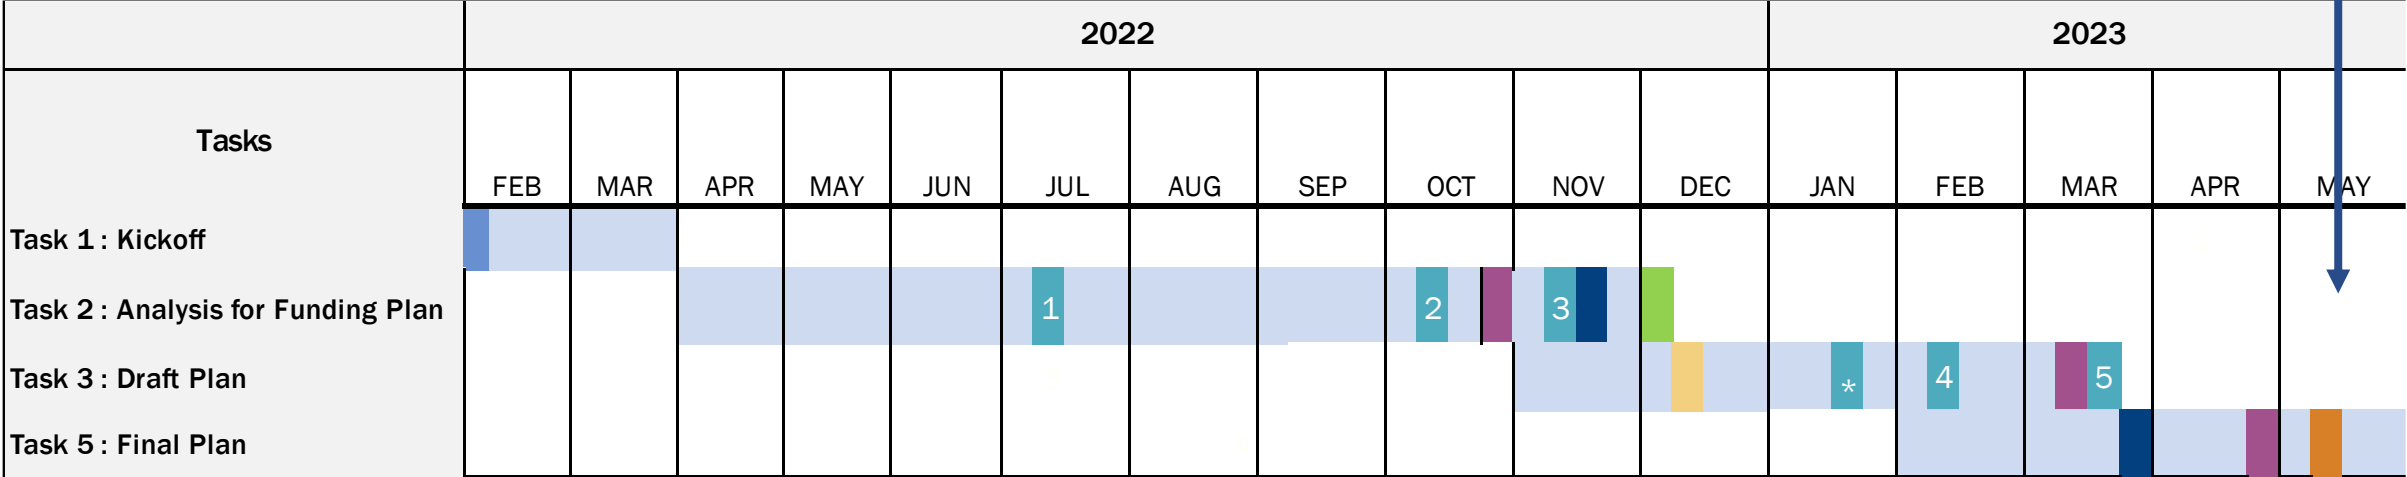 2022 2023
Tasks
FEB MAR APR MAY JUN JUL AUG SEP OCT NOV DEC JAN FEB MAR APR MAY
Task 1 : Kickoff
Task 2 : Analysis for Funding Plan 1 2 3
Task 3 : Draft Plan * 4 5
Task 5 : Final Plan